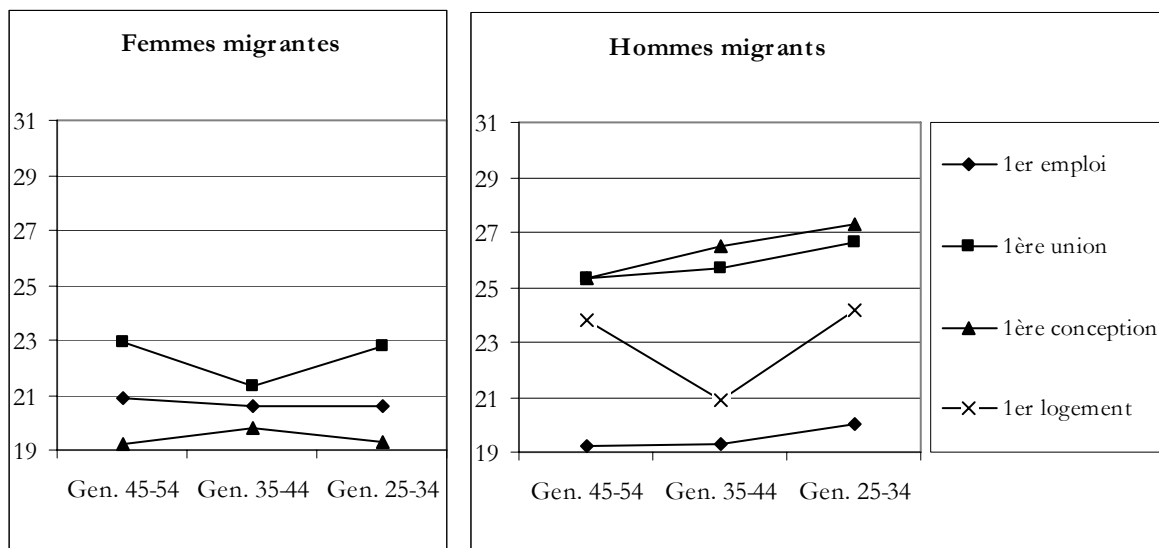 Femmes migrantes
31
29
27
25
23
21
19
Gen. 45-54 Gen. 35-44 Gen. 25-34
Hommes migrants
31
29
27
25
23
21
19
Gen. 45-54 Gen. 35-44 Gen. 25-34
1er emploi
1ère union
1ère conception
1er logement